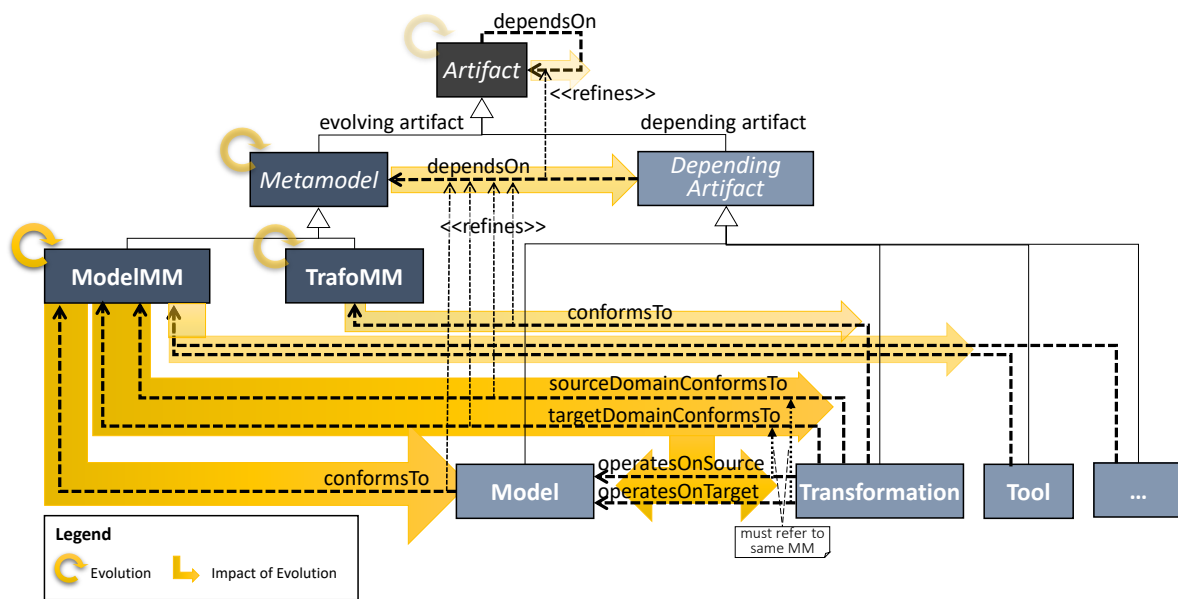 dependsOn
Artifact
<<refines>>
evolving artifact
depending artifact
Metamodel
dependsOn
Depending
Artifact
<<refines>>
ModelMM
TrafoMM
conformsTo
sourceDomainConformsTo
targetDomainConformsTo
operatesOnSource
conformsTo
Model
Transformation
Tool
...
operatesOnTarget
must refer to
same MM
Legend
Evolution
Impact of Evolution